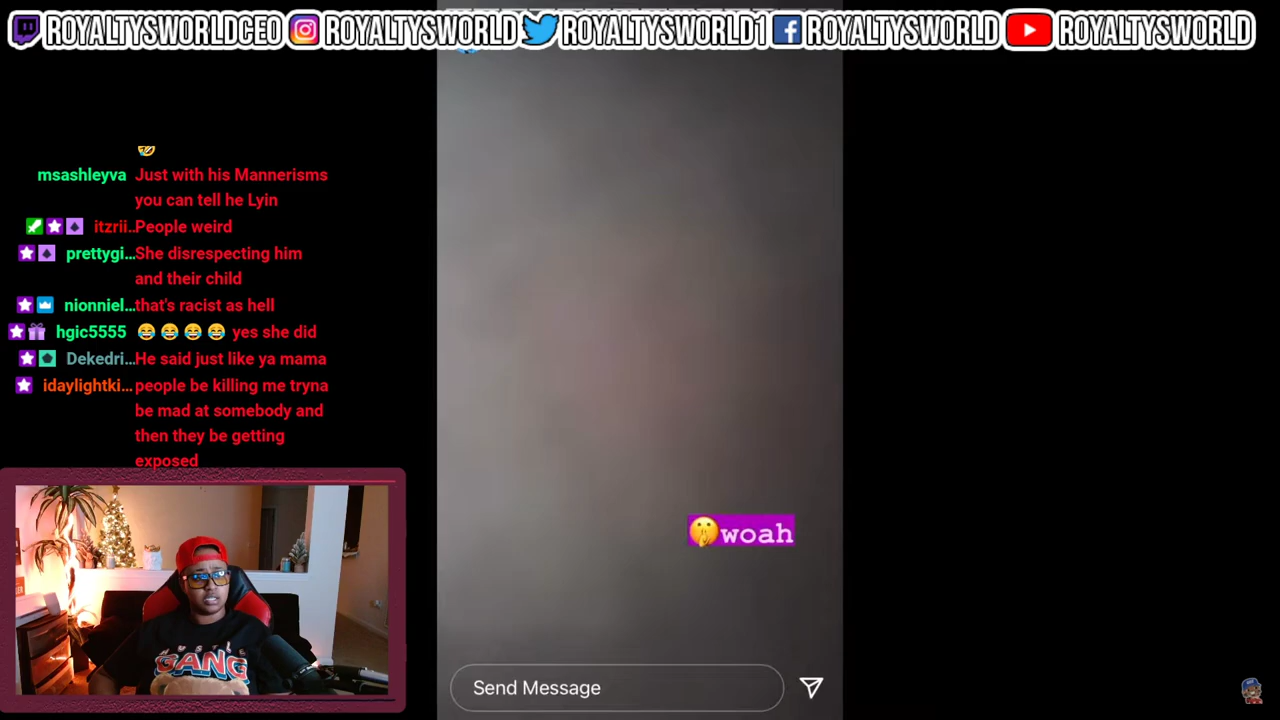 ROYALTYSWORLDCEO ROYALTYSWORLD ROYALTYSWORLD1 ROYALTYSWORLD ROYALTYSWORLD
msashleyva Just with his Mannerisms
you can tell he Lyin
itzrii.. People weird
prettygi... She disrespecting him
and their child
nionniel... that's racist as hell
hgic5555 😂 😂 😂 😂 yes she did
Dekedri... He said just like ya mama
idaylightki... people be killing me tryna
be mad at somebody and
then they be getting
exposed
🤫woah
HUSTLE
GANG
Send Message